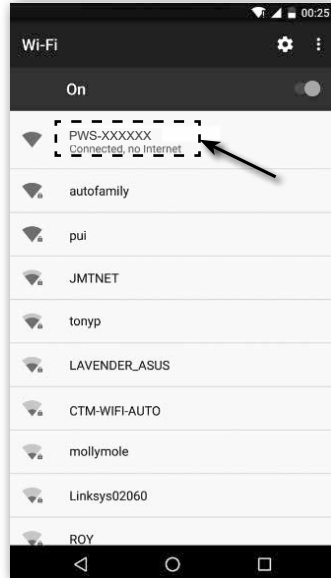 00:25
Wi-Fi
On
PWS-XXXXXX
Connected, no Internet
autofamily
pui
JMTNET
tonyp
LAVENDER_ASUS
CTM-WIFI-AUTO
mollymole
Linksys02060
ROY